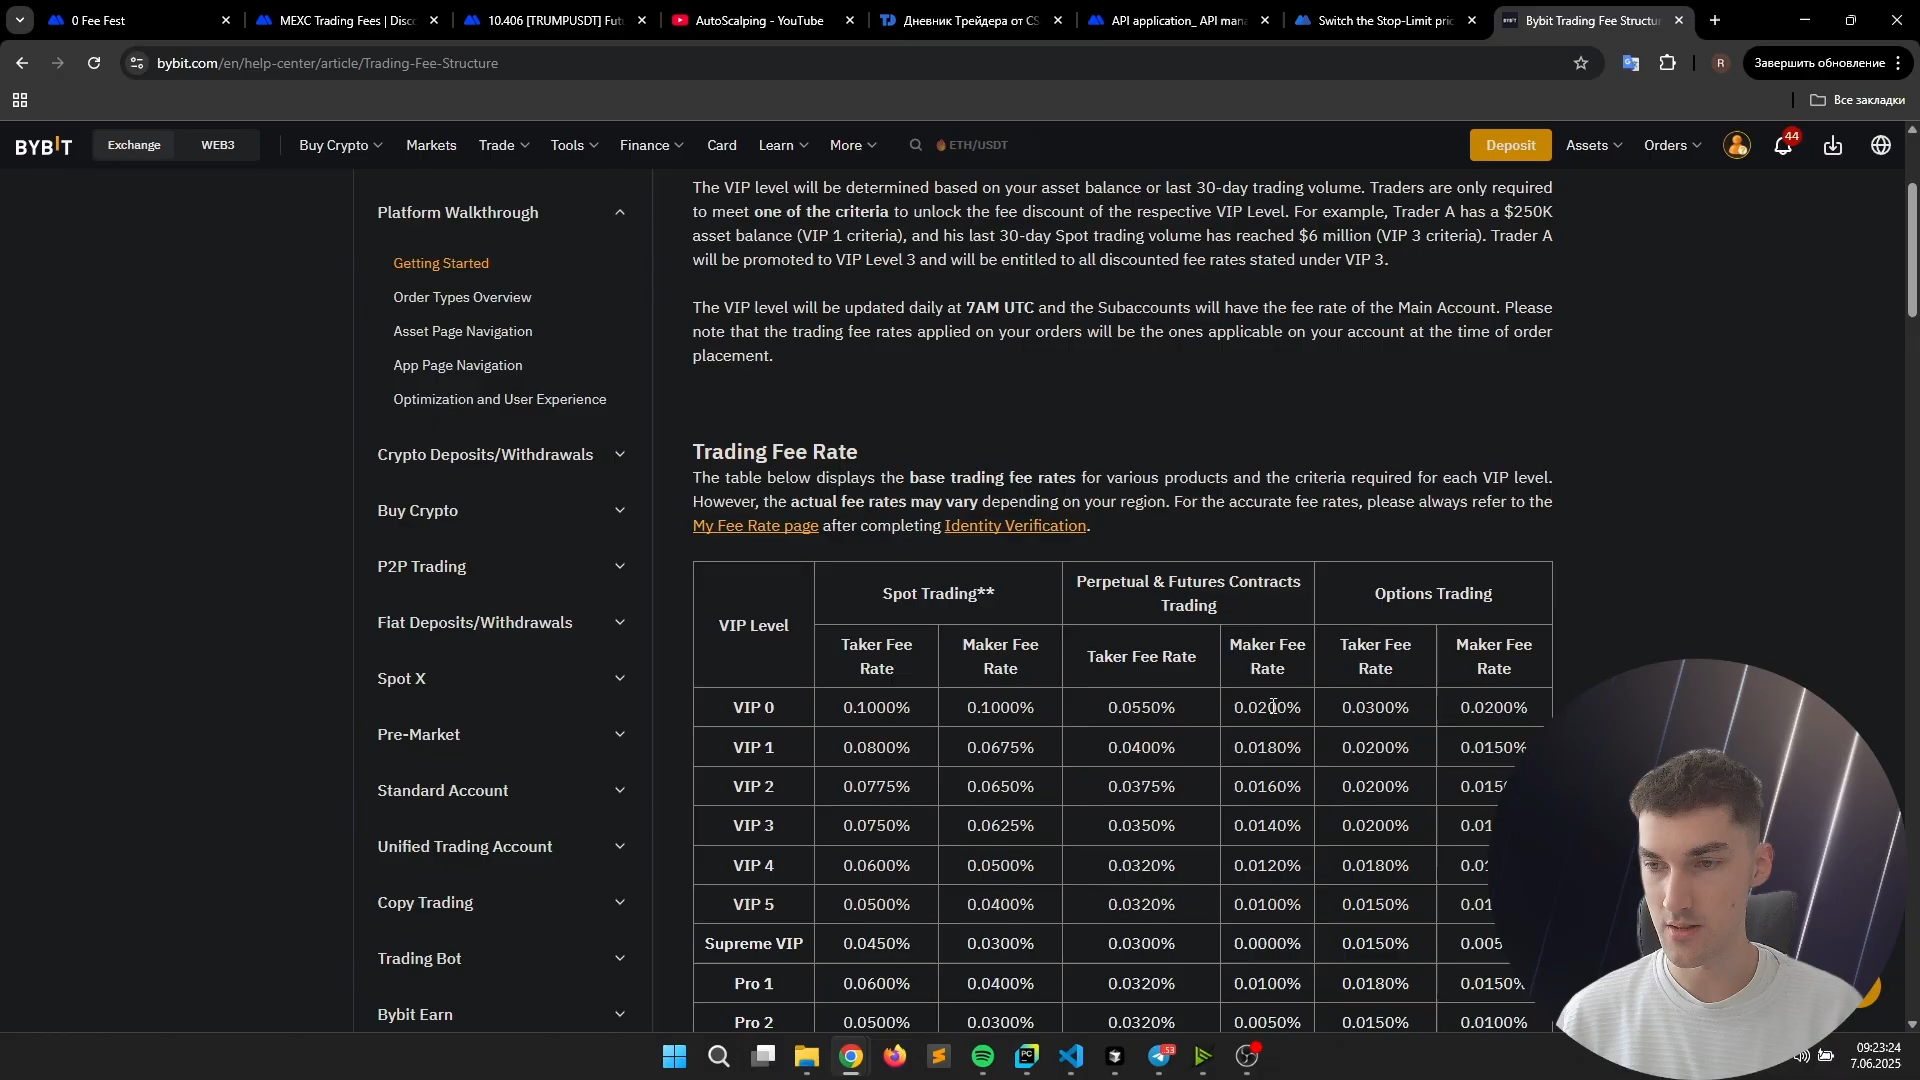 0 Fee Fest
MEXC Trading Fees | Disc
10.406 [TRUMPUSDT] Fut
AutoScalping - YouTube
Дневник Трейдера от CS
API application_ API mana
Switch the Stop-Limit pri
Bybit Trading Fee Structur
bybit.com/en/help-center/article/Trading-Fee-Structure
R
Завершить обновление
Все закладки
BYBIT
Exchange
WEB3
Buy Crypto
Markets
Trade
Tools
Finance
Card
Learn
More
ETH/USDT
Deposit
Assets
Orders
44
Platform Walkthrough
Getting Started
Order Types Overview
Asset Page Navigation
App Page Navigation
Optimization and User Experience
Crypto Deposits/Withdrawals
Buy Crypto
P2P Trading
Fiat Deposits/Withdrawals
Spot X
Pre-Market
Standard Account
Unified Trading Account
Copy Trading
Trading Bot
Bybit Earn
The VIP level will be determined based on your asset balance or last 30-day trading volume. Traders are only required
to meet one of the criteria to unlock the fee discount of the respective VIP Level. For example, Trader A has a $250K
asset balance (VIP 1 criteria), and his last 30-day Spot trading volume has reached $6 million (VIP 3 criteria). Trader A
will be promoted to VIP Level 3 and will be entitled to all discounted fee rates stated under VIP 3.
The VIP level will be updated daily at 7AM UTC and the Subaccounts will have the fee rate of the Main Account. Please
note that the trading fee rates applied on your orders will be the ones applicable on your account at the time of order
placement.
Trading Fee Rate
The table below displays the base trading fee rates for various products and the criteria required for each VIP level.
However, the actual fee rates may vary depending on your region. For the accurate fee rates, please always refer to the
My Fee Rate page after completing Identity Verification.
VIP Level
Spot Trading**
Perpetual & Futures Contracts
Trading
Options Trading
Taker Fee
Rate
Maker Fee
Rate
Taker Fee Rate
Maker Fee
Rate
Taker Fee
Rate
Maker Fee
Rate
VIP 0 0.1000% 0.1000% 0.0550% 0.0200% 0.0300% 0.0200%
VIP 1 0.0800% 0.0675% 0.0400% 0.0180% 0.0200% 0.0150%
VIP 2 0.0775% 0.0650% 0.0375% 0.0160% 0.0200% 0.015
VIP 3 0.0750% 0.0625% 0.0350% 0.0140% 0.0200% 0.01
VIP 4 0.0600% 0.0500% 0.0320% 0.0120% 0.0180% 0.01
VIP 5 0.0500% 0.0400% 0.0320% 0.0100% 0.0150% 0.01
Supreme VIP 0.0450% 0.0300% 0.0300% 0.0000% 0.0150% 0.005
Pro 1 0.0600% 0.0400% 0.0320% 0.0100% 0.0180% 0.0150%
Pro 2 0.0500% 0.0300% 0.0320% 0.0050% 0.0150% 0.0100%
PC
53
09:23:24
7.06.2025